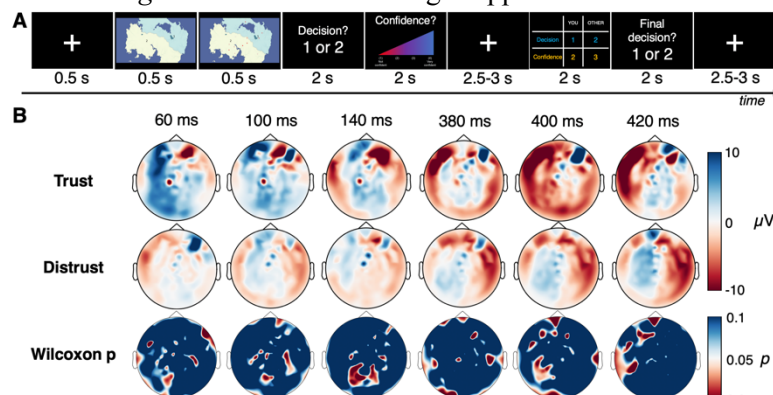 A
Decision?
1 or 2
Confidence?
YOU OTHER
Decision 1 2
Confidence 2 3
Final
decision?
1 or 2
0.5 s 0.5 s 0.5 s 2 s 2 s 2.5-3 s 2 s 2 s 2.5-3 s
time
B
60 ms 100 ms 140 ms 380 ms 400 ms 420 ms
Trust
Distrust
Wilcoxon p
10
0
μV
-10
0.1
0.05 p